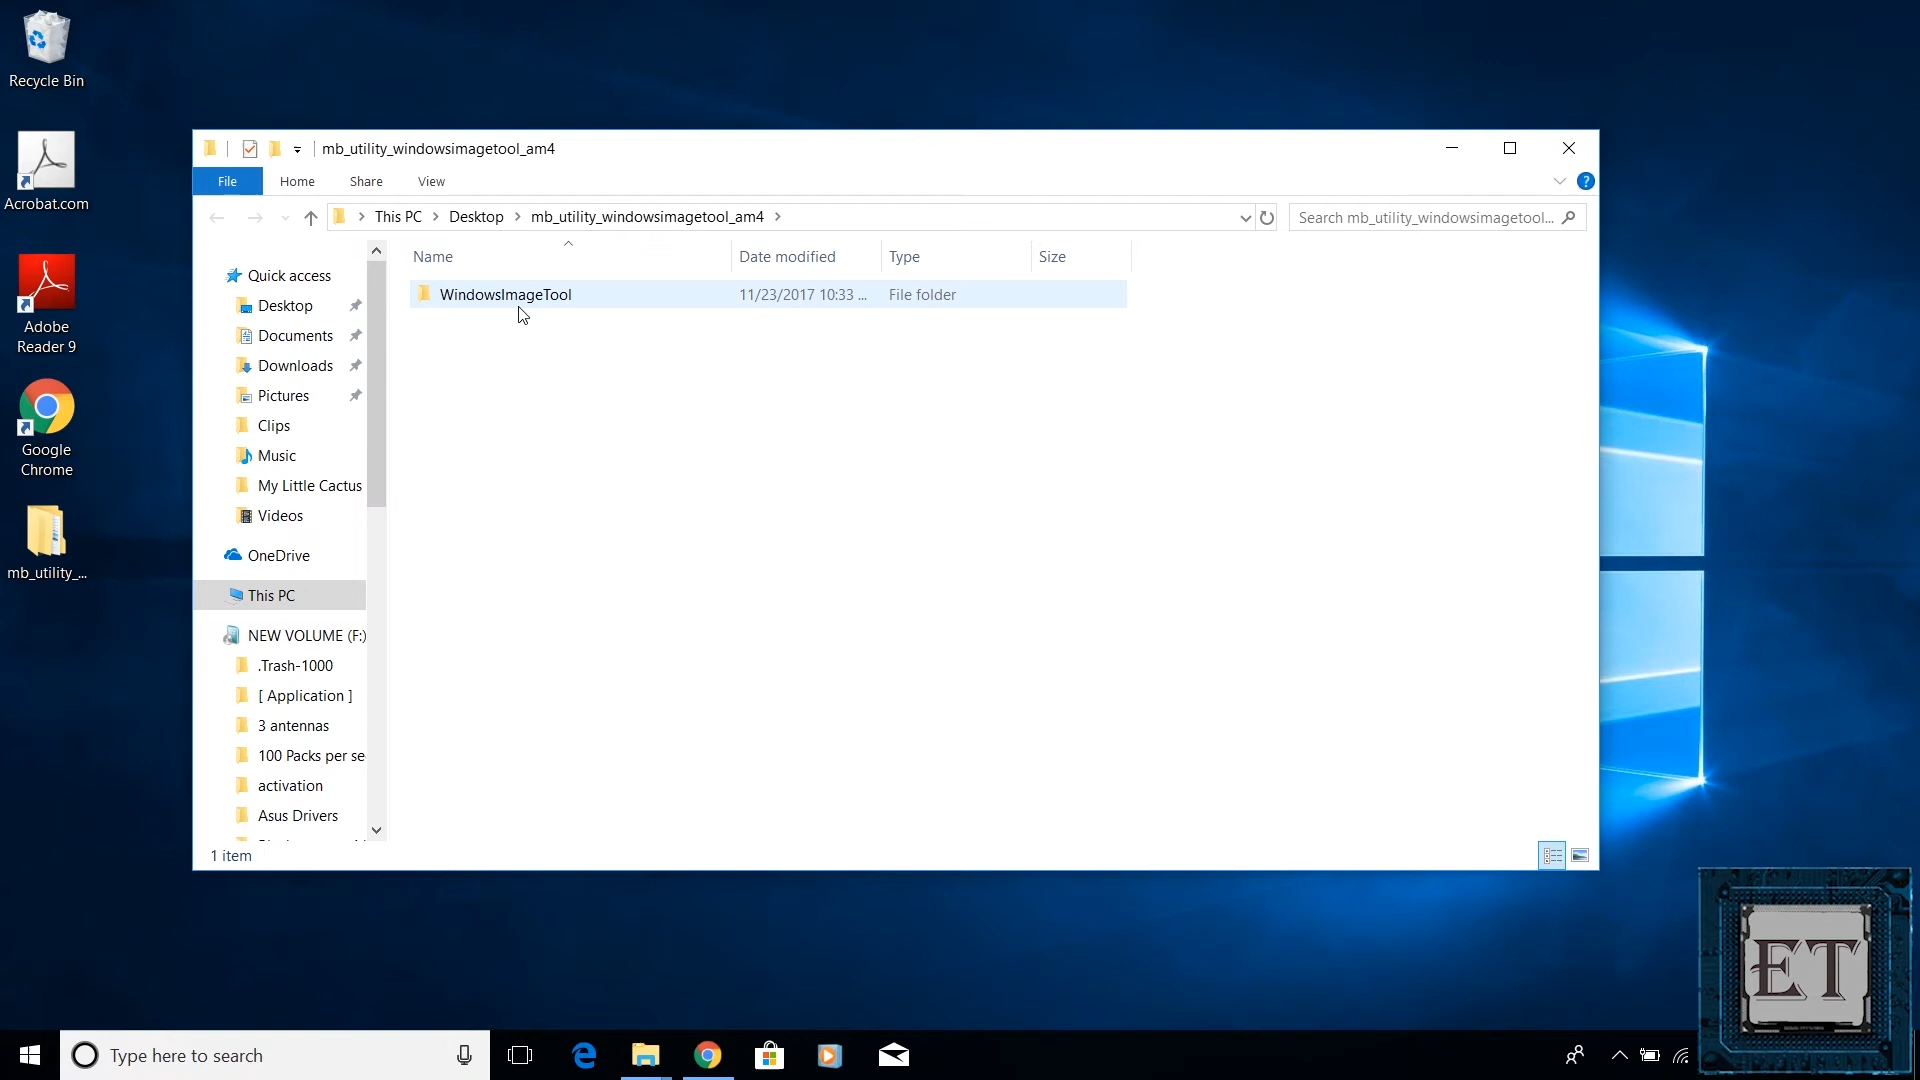 Recycle Bin
Acrobat.com
Adobe
Reader 9
Google
Chrome
mb_utility_...
mb_utility_windowsimagetool_am4
File
Home
Share
View
This PC
Desktop
mb_utility_windowsimagetool_am4
Search mb_utility_windowsimagetool...
Name
Date modified
Type
Size
WindowsImageTool
11/23/2017 10:33 ...
File folder
Quick access
Desktop
Documents
Downloads
Pictures
Clips
Music
My Little Cactus
Videos
OneDrive
This PC
NEW VOLUME (F:)
.Trash-1000
[ Application ]
3 antennas
100 Packs per se
activation
Asus Drivers
1 item
ET
Type here to search